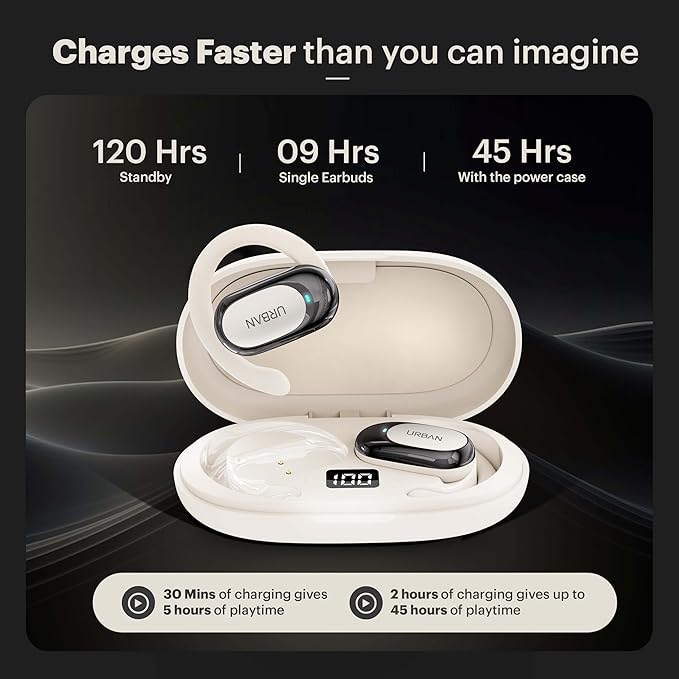 Charges Faster than you can imagine
120 Hrs
Standby
09 Hrs
Single Earbuds
45 Hrs
With the power case
URBAN
URBAN
100
30 Mins of charging gives
5 hours of playtime
2 hours of charging gives up to
45 hours of playtime